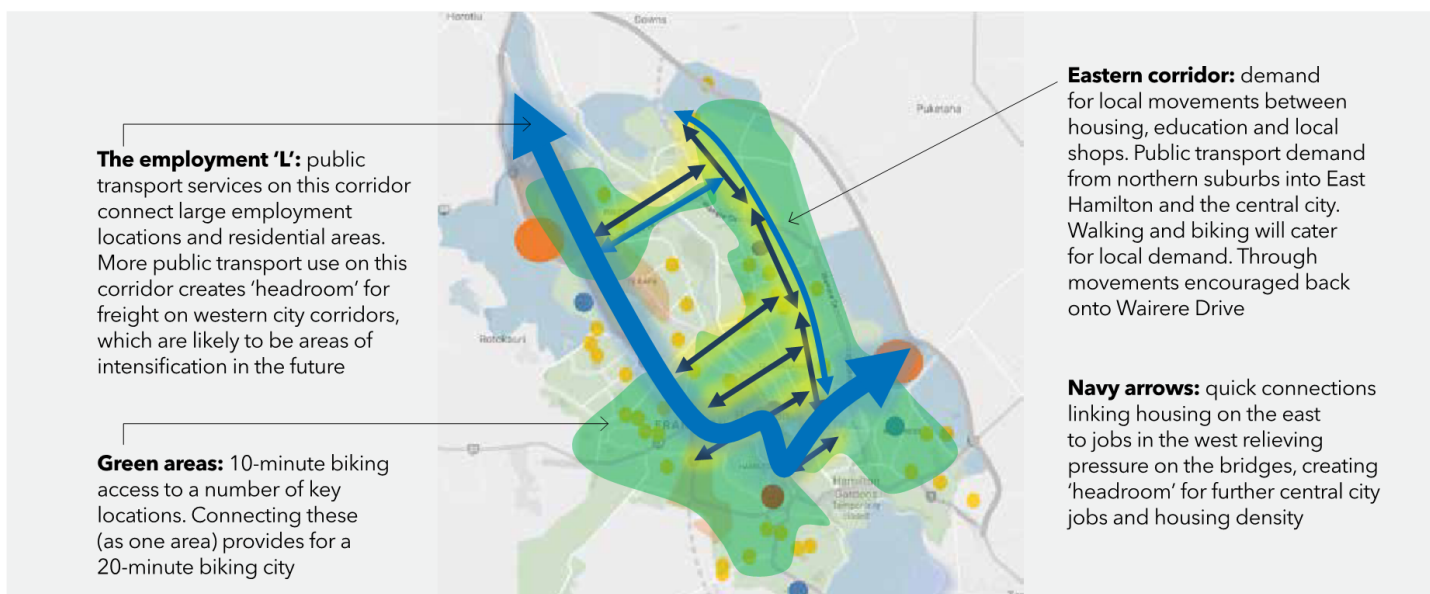 The employment ‘L’: public
transport services on this corridor
connect large employment
locations and residential areas.
More public transport use on this
corridor creates ‘headroom’ for
freight on western city corridors,
which are likely to be areas of
intensification in the future
Green areas: 10-minute biking
access to a number of key
locations. Connecting these
(as one area) provides for a
20-minute biking city
Horotiu
Gowns
Puketaha
Rotokauri
Hamilton
Gardens
Eastern corridor: demand
for local movements between
housing, education and local
shops. Public transport demand
from northern suburbs into East
Hamilton and the central city.
Walking and biking will cater
for local demand. Through
movements encouraged back
onto Wairere Drive
Navy arrows: quick connections
linking housing on the east
to jobs in the west relieving
pressure on the bridges, creating
‘headroom’ for further central city
jobs and housing density